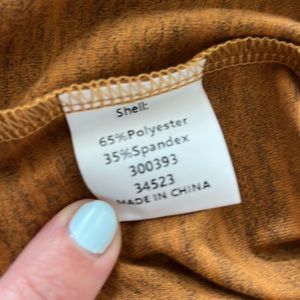 Shell:
65%Polyester
35%Spandex
300393
34523
MADE IN CHINA